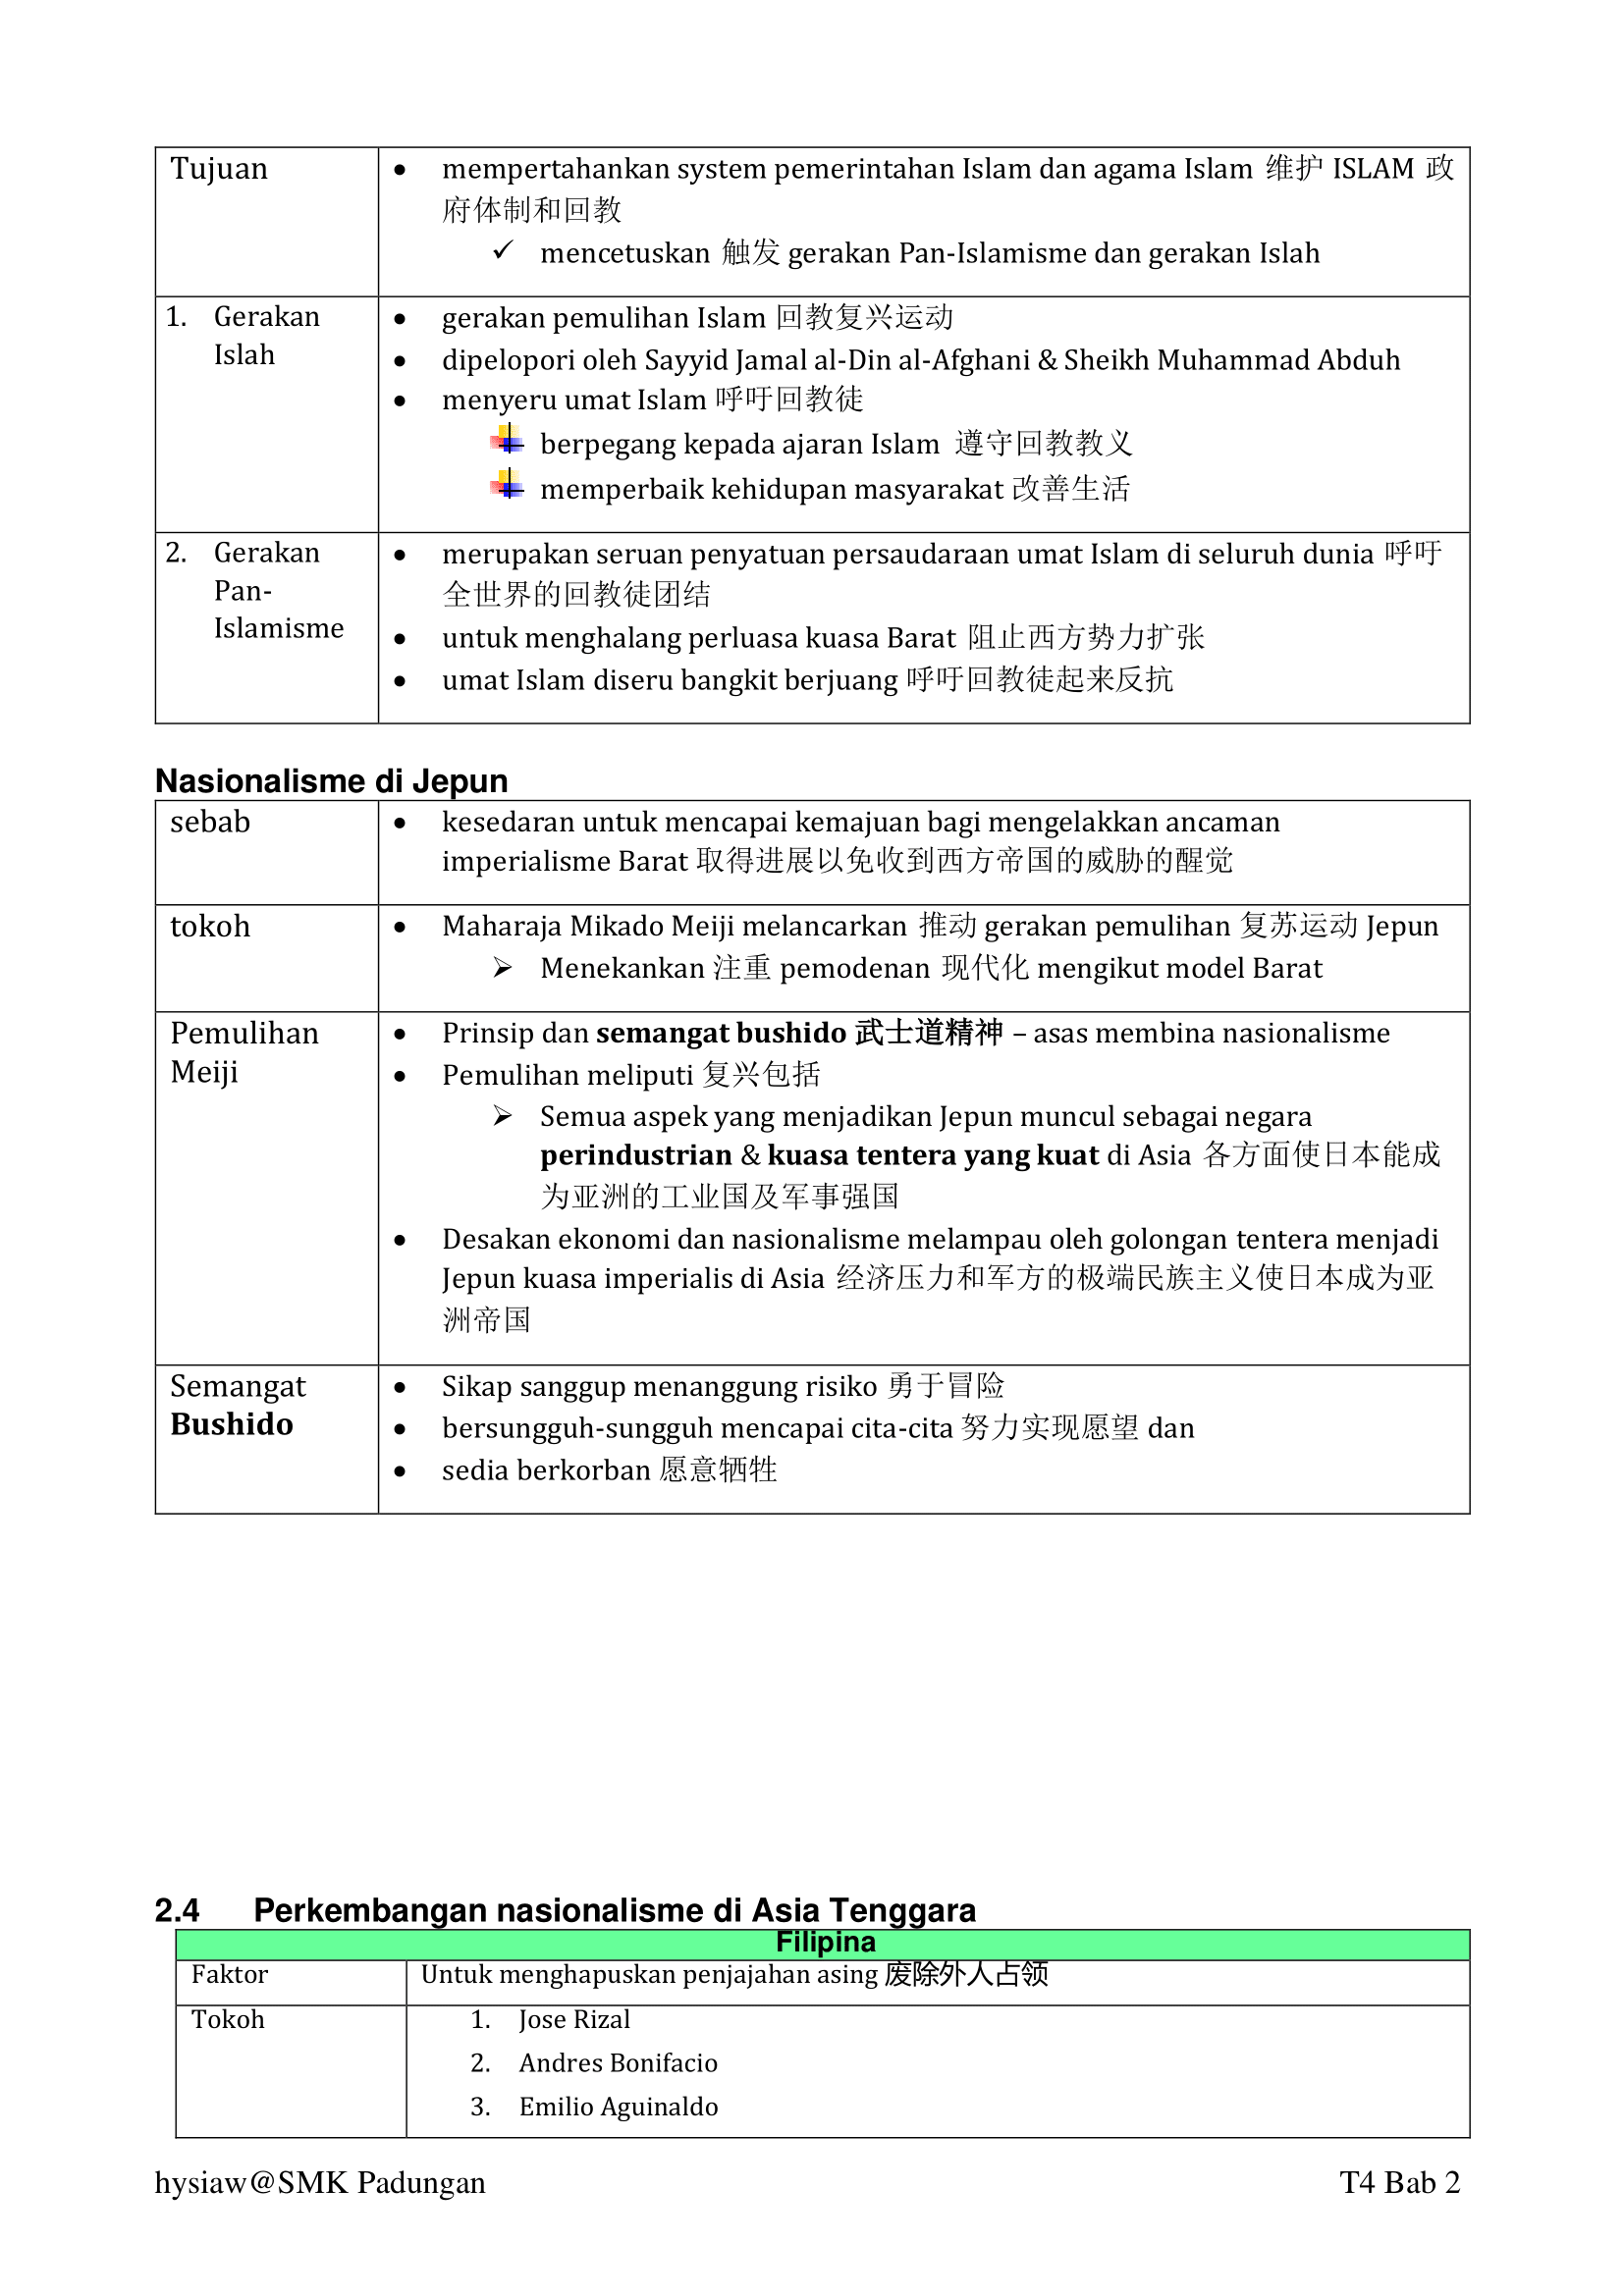 Tujuan
• mempertahankan system pemerintahan Islam dan agama Islam 维护 ISLAM 政
府体制和回教
✓ mencetuskan 触发 gerakan Pan-Islamisme dan gerakan Islah
1. Gerakan
Islah
• gerakan pemulihan Islam 回教复兴运动
• dipelopori oleh Sayyid Jamal al-Din al-Afghani & Sheikh Muhammad Abduh
• menyeru umat Islam 呼吁回教徒
berpegang kepada ajaran Islam 遵守回教教义
memperbaik kehidupan masyarakat 改善生活
2. Gerakan
Pan-
Islamisme
• merupakan seruan penyatuan persaudaraan umat Islam di seluruh dunia 呼吁
全世界的回教徒团结
• untuk menghalang perluasa kuasa Barat 阻止西方势力扩张
• umat Islam diseru bangkit berjuang 呼吁回教徒起来反抗
Nasionalisme di Jepun
sebab
• kesedaran untuk mencapai kemajuan bagi mengelakkan ancaman
imperialisme Barat 取得进展以免收到西方帝国的威胁的醒觉
tokoh
• Maharaja Mikado Meiji melancarkan 推动 gerakan pemulihan 复苏运动 Jepun
➢ Menekankan 注重 pemodenan 现代化 mengikut model Barat
Pemulihan
Meiji
• Prinsip dan semangat bushido 武士道精神 – asas membina nasionalisme
• Pemulihan meliputi 复兴包括
➢ Semua aspek yang menjadikan Jepun muncul sebagai negara
perindustrian & kuasa tentera yang kuat di Asia 各方面使日本能成
为亚洲的工业国及军事强国
• Desakan ekonomi dan nasionalisme melampau oleh golongan tentera menjadi
Jepun kuasa imperialis di Asia 经济压力和军方的极端民族主义使日本成为亚
洲帝国
Semangat
Bushido
• Sikap sanggup menanggung risiko 勇于冒险
• bersungguh-sungguh mencapai cita-cita 努力实现愿望 dan
• sedia berkorban 愿意牺牲
2.4 Perkembangan nasionalisme di Asia Tenggara
Filipina
Faktor
Untuk menghapuskan penjajahan asing 废除外人占领
Tokoh
1. Jose Rizal
2. Andres Bonifacio
3. Emilio Aguinaldo
hysiaw@SMK Padungan T4 Bab 2